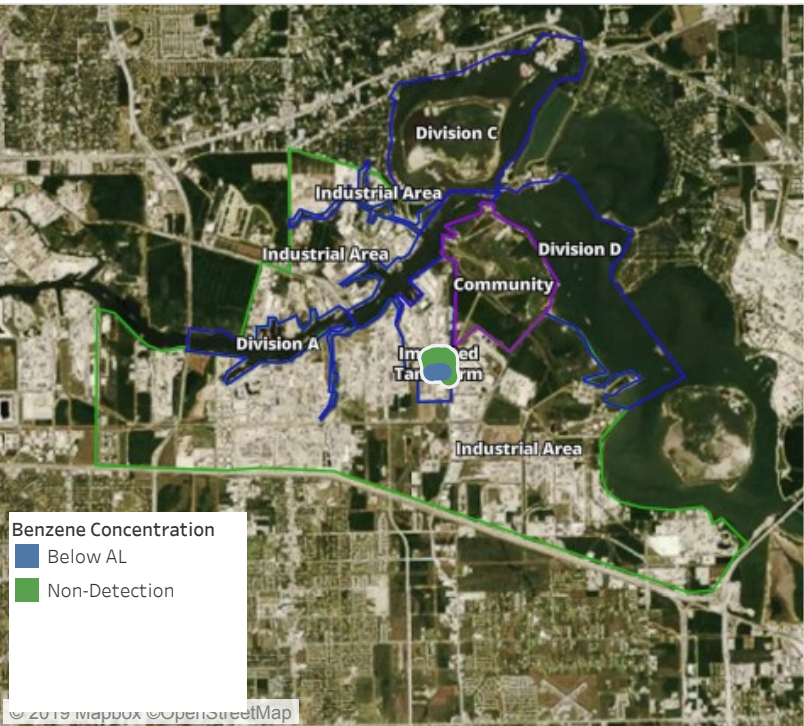 Division C
Industrial Area
Division D
Industrial Area
Community
Division A
Industrial Area
Benzene Concentration
Below AL
Non-Detection
© 2019 Mapbox ©OpenStreetMap